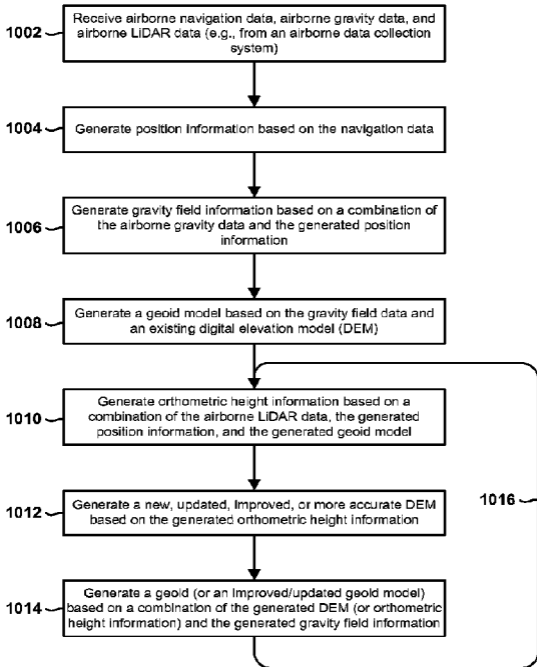 1002
Receive airborne navigation data, airborne gravity data, and
airborne LiDAR data (e.g., from an airborne data collection
system)
1004
Generate position information based on the navigation data
1006
Generate gravity field information based on a combination of
the airborne gravity data and the generated position
information
1008
Generate a geoid model based on the gravity field data and
an existing digital elevation model (DEM)
1010
Generate orthometric height information based on a
combination of the airborne LiDAR data, the generated
position information, and the generated geoid model
1012
Generate a new, updated, improved, or more accurate DEM
based on the generated orthometric height information
1016
1014
Generate a geoid (or an improved/updated geoid model)
based on a combination of the generated DEM (or orthometric
height information) and the generated gravity field information